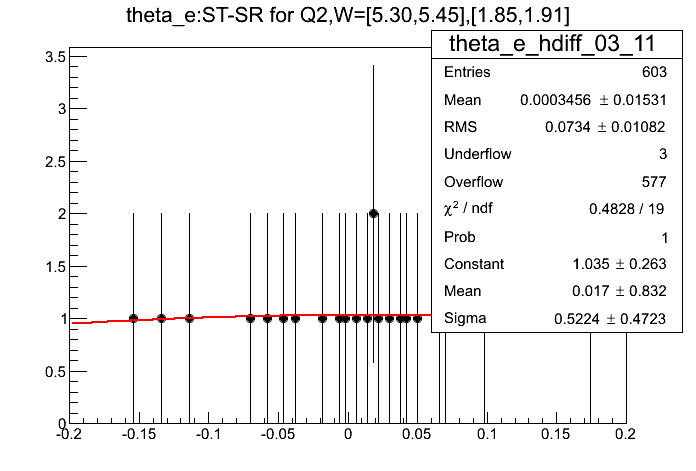 theta_e:ST-SR for Q2,W=[5.30,5.45],[1.85,1.91]
theta_e_hdiff_03_11
Entries 603
Mean 0.0003456 ± 0.01531
RMS 0.0734 ± 0.01082
Underflow 3
Overflow 577
χ² / ndf 0.4828 / 19
Prob 1
Constant 1.035 ± 0.263
Mean 0.017 ± 0.832
Sigma 0.5224 ± 0.4723
3.5
3
2.5
2
1.5
1
0.5
0
-0.2 -0.15 -0.1 -0.05 0 0.05 0.1 0.15 0.2